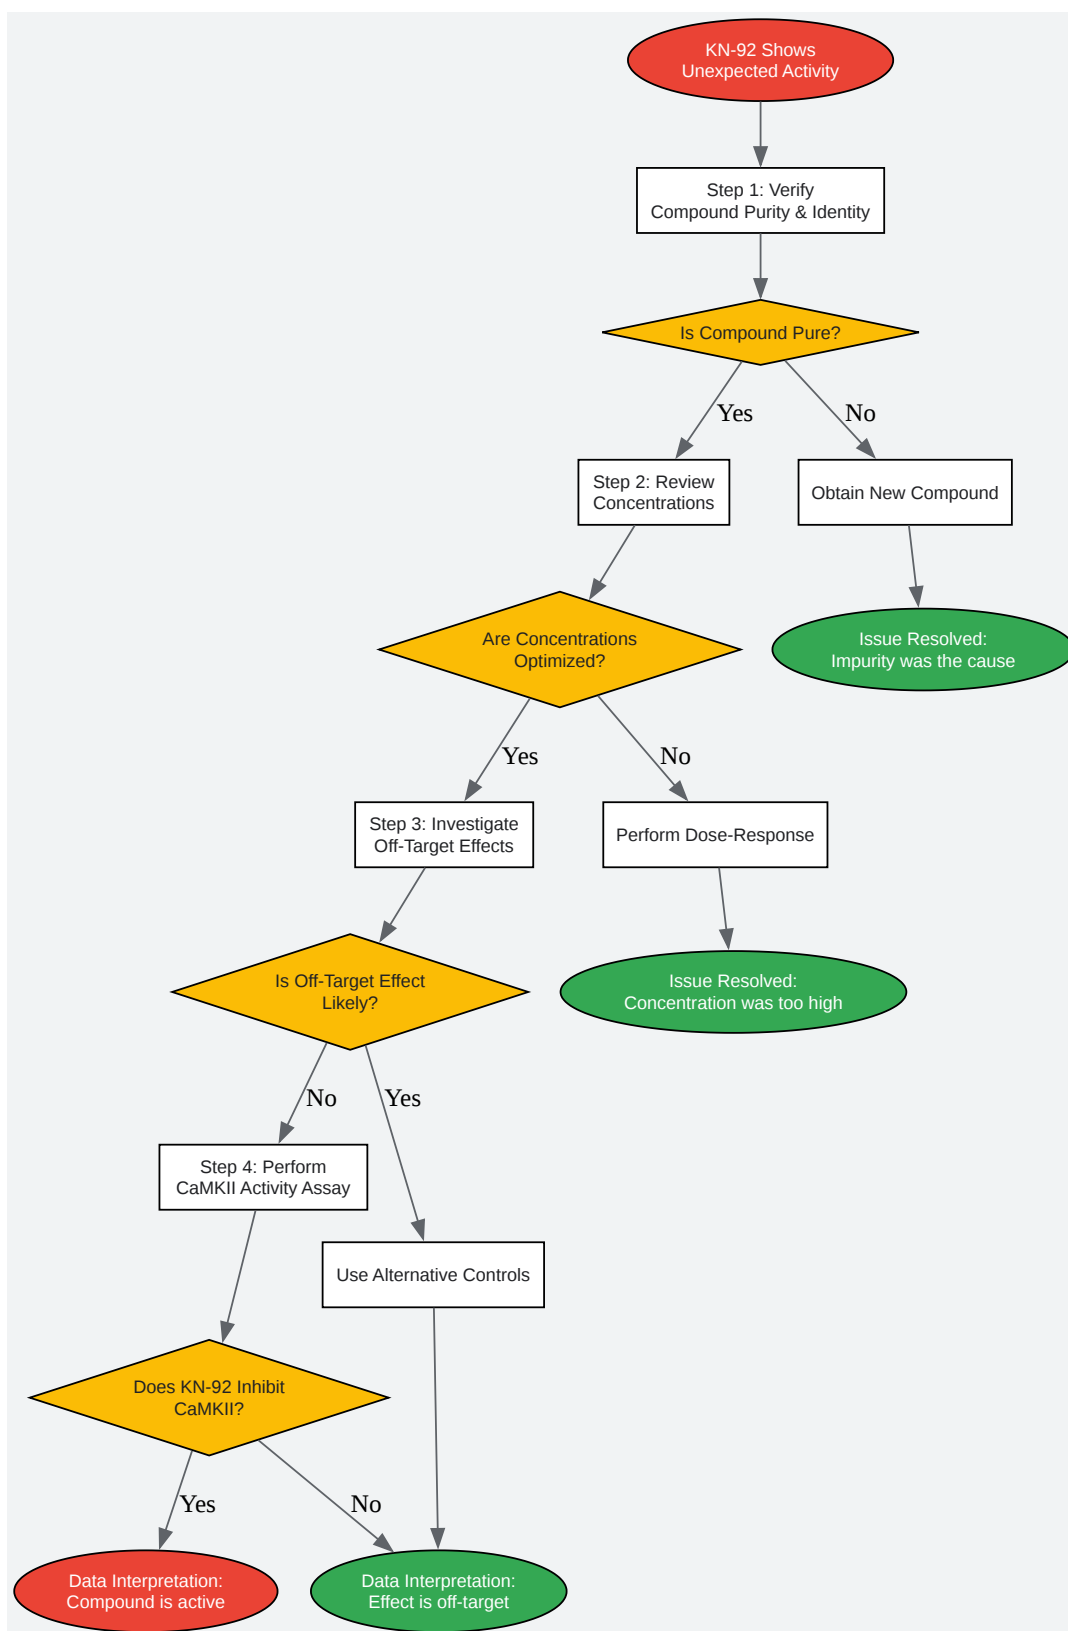 KN-92 Shows
Unexpected Activity
Step 1: Verify
Compound Purity & Identity
Is Compound Pure?
Yes
No
Step 2: Review
Concentrations
Obtain New Compound
Are Concentrations
Optimized?
Issue Resolved:
Impurity was the cause
Yes
No
Step 3: Investigate
Off-Target Effects
Perform Dose-Response
Is Off-Target Effect
Likely?
Issue Resolved:
Concentration was too high
No
Yes
Step 4: Perform
CaMKII Activity Assay
Use Alternative Controls
Does KN-92 Inhibit
CaMKII?
Yes
No
Data Interpretation:
Compound is active
Data Interpretation:
Effect is off-target